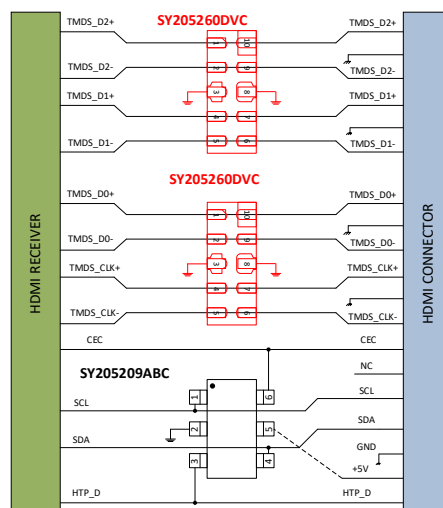 SY205260DVC
TMDS_D2+ 1 10 TMDS_D2+
TMDS_D2- 2 9 TMDS_D2-
3 8
TMDS_D1+ 4 7 TMDS_D1+
TMDS_D1- 5 6 TMDS_D1-
SY205260DVC
TMDS_D0+ 1 10 TMDS_D0+
TMDS_D0- 2 9 TMDS_D0-
3 8
TMDS_CLK+ 4 7 TMDS_CLK+
TMDS_CLK- 5 6 TMDS_CLK-
HDMI RECEIVER
HDMI CONNECTOR
CEC CEC
SY205209ABC NC
1 6
SCL SCL
2 5
SDA SDA
3 4
GND
+5V
HTP_D HTP_D